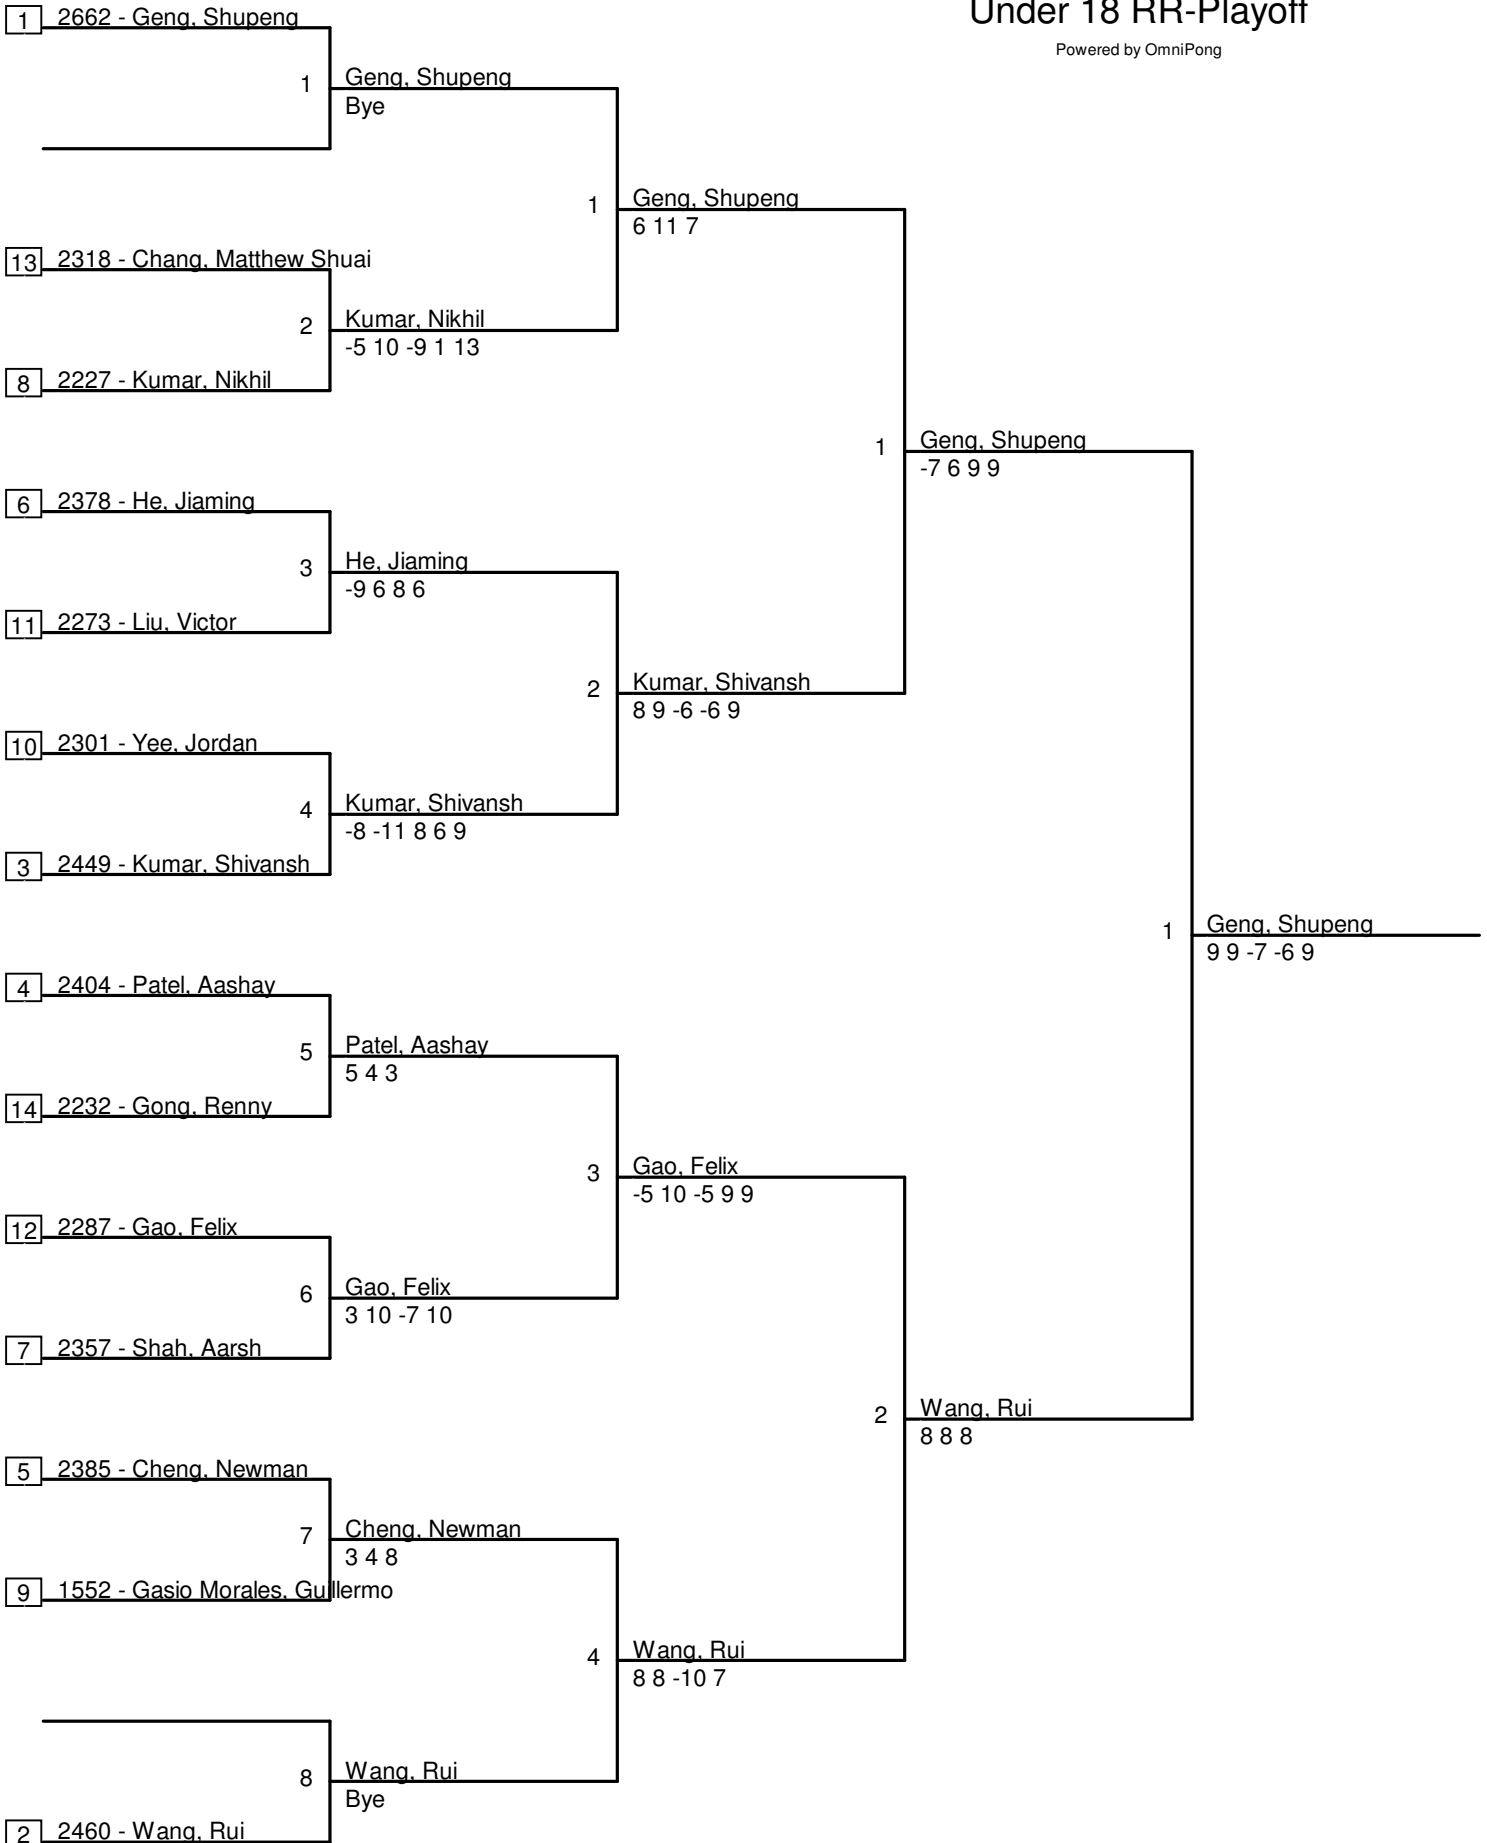 Under 18 RR-Playoff
Powered by OmniPong
1 2662 - Geng, Shupeng
1 Geng, Shupeng
Bye
1 Geng, Shupeng
6 11 7
13 2318 - Chang, Matthew Shuai
2 Kumar, Nikhil
-5 10 -9 1 13
8 2227 - Kumar, Nikhil
1 Geng, Shupeng
-7 6 9 9
6 2378 - He, Jiaming
3 He, Jiaming
-9 6 8 6
11 2273 - Liu, Victor
2 Kumar, Shivansh
8 9 -6 -6 9
10 2301 - Yee, Jordan
4 Kumar, Shivansh
-8 -11 8 6 9
3 2449 - Kumar, Shivansh
1 Geng, Shupeng
9 9 -7 -6 9
4 2404 - Patel, Aashay
5 Patel, Aashay
5 4 3
14 2232 - Gong, Renny
3 Gao, Felix
-5 10 -5 9 9
12 2287 - Gao, Felix
6 Gao, Felix
3 10 -7 10
7 2357 - Shah, Aarsh
2 Wang, Rui
8 8 8
5 2385 - Cheng, Newman
7 Cheng, Newman
3 4 8
9 1552 - Gasio Morales, Guillermo
4 Wang, Rui
8 8 -10 7
8 Wang, Rui
Bye
2 2460 - Wang, Rui